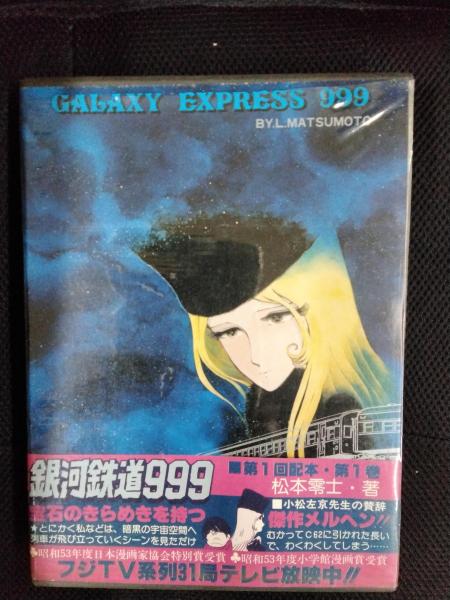 GALAXY EXPRESS 999
BY.L.MATSUMOTO
銀河鉄道999
宝石のきらめきを持つ
★とにかく私などは、暗黒の宇宙空間へ
列車が飛び立っていくシーンを見ただけ
■第1回配本・第1巻
松本零士・著
■小松左京先生の賛辞
傑作メルヘン!!
むかってC62に引かれた長い
で、わくわくしてしまう……
♣昭和53年度日本漫画家協会特別賞受賞
♣昭和53年度小学館漫画賞受賞
フジTV系列31局テレビ放映中!!